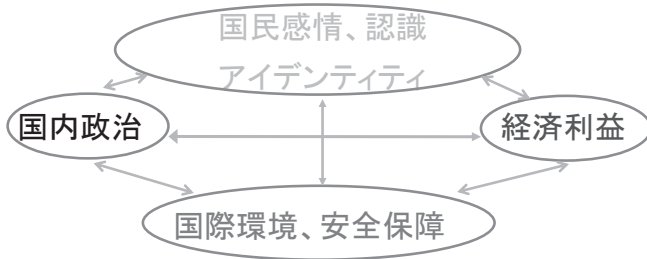 国民感情、認識
アイデンティティ
国内政治
経済利益
国際環境、安全保障